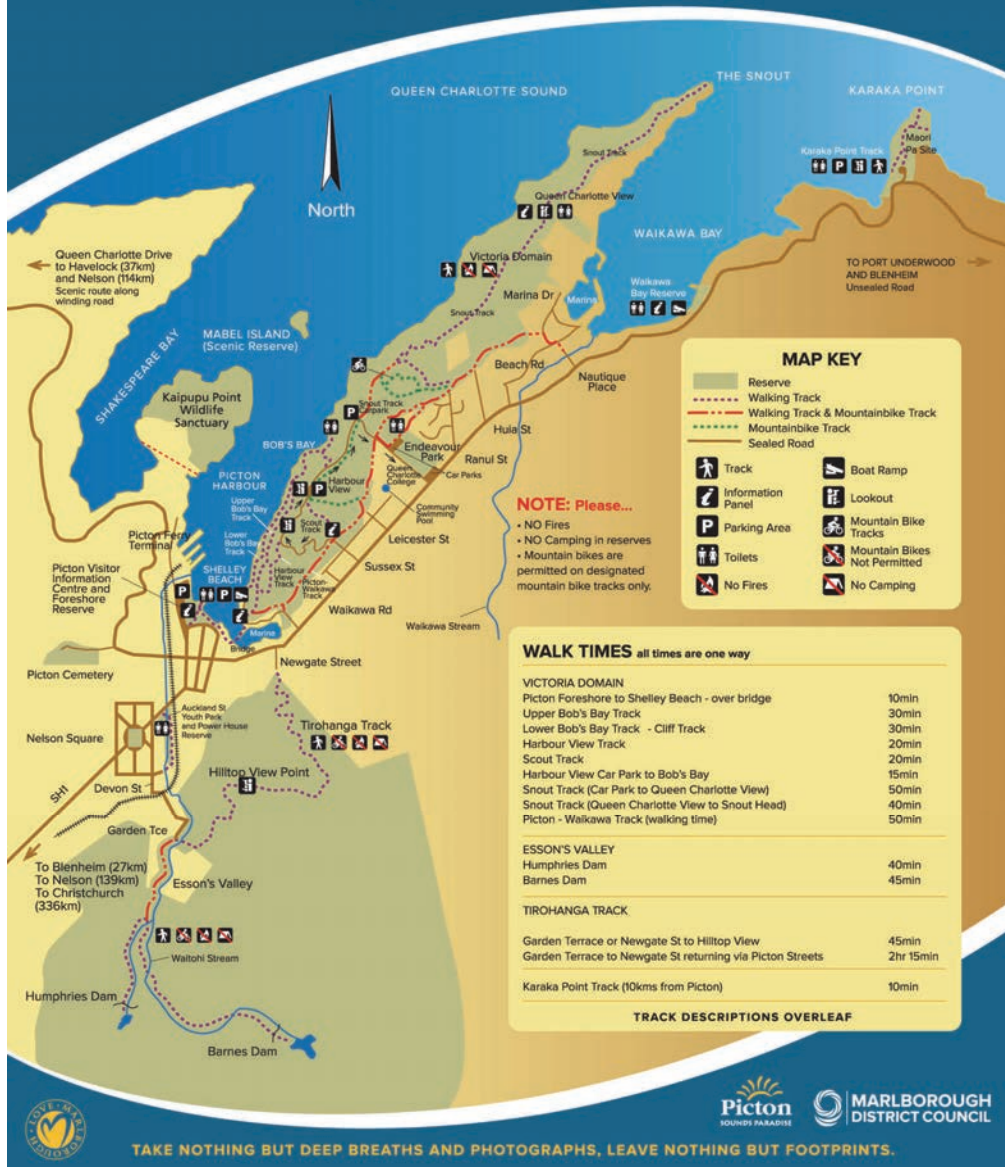 QUEEN CHARLOTTE SOUND
THE SNOUT
KARAKA POINT
Maori
Pa Site
Karaka Point Track
P
Snout Track
North
Queen Charlotte View
WAIKAWA BAY
Queen Charlotte Drive
to Havelock (37km)
and Nelson (114km)
Scenic route along
winding road
Victoria Domain
TO PORT UNDERWOOD
AND BLENHEIM
Unsealed Road
Marina Dr
Marina
Waikawa
Bay Reserve
Snout Track
SHAKESPEARE BAY
MABEL ISLAND
(Scenic Reserve)
Beach Rd
Nautique
Place
Kaipupu Point
Wildlife
Sanctuary
Snout Track
Carpark
P
Hula St
BOB'S BAY
Endeavour
Park
Ranul St
Queen
Charlotte
College
Car Parks
PICTON
HARBOUR
Harbour
View
P
Upper
Bob's Bay
Track
Community
Swimming
Pool
Scout
Track
Leicester St
Picton Ferry
Terminal
Lower
Bob's Bay
Track
Sussex St
Picton Visitor
Information
Centre and
Foreshore
Reserve
SHELLEY
BEACH
Harbour
View
Track
Picton-
Waikawa
Track
P
P
Waikawa Rd
Waikawa Stream
Marina
Bridge
Newgate Street
Picton Cemetery
Auckland St
Youth Park
and Power House
Reserve
Nelson Square
Tirohanga Track
Hilltop View Point
Devon St
SH1
Garden Tce
To Blenheim (27km)
To Nelson (139km)
To Christchurch
(336km)
Esson's Valley
Waitohi Stream
Humphries Dam
Barnes Dam
MAP KEY
Reserve
Walking Track
Walking Track & Mountainbike Track
Mountainbike Track
Sealed Road
Track
Boat Ramp
Information
Panel
Lookout
P
Parking Area
Mountain Bike
Tracks
Toilets
Mountain Bikes
Not Permitted
No Fires
No Camping
NOTE: Please...
• NO Fires
• NO Camping in reserves
• Mountain bikes are
permitted on designated
mountain bike tracks only.
WALK TIMES all times are one way
VICTORIA DOMAIN
Picton Foreshore to Shelley Beach - over bridge 10min
Upper Bob's Bay Track 30min
Lower Bob's Bay Track - Cliff Track 30min
Harbour View Track 20min
Scout Track 20min
Harbour View Car Park to Bob's Bay 15min
Snout Track (Car Park to Queen Charlotte View) 50min
Snout Track (Queen Charlotte View to Snout Head) 40min
Picton - Waikawa Track (walking time) 50min
ESSON'S VALLEY
Humphries Dam 40min
Barnes Dam 45min
TIROHANGA TRACK
Garden Terrace or Newgate St to Hilltop View 45min
Garden Terrace to Newgate St returning via Picton Streets 2hr 15min
Karaka Point Track (10kms from Picton) 10min
TRACK DESCRIPTIONS OVERLEAF
LOVE MARLBOROUGH
Picton
SOUNDS PARADISE
MARLBOROUGH
DISTRICT COUNCIL
TAKE NOTHING BUT DEEP BREATHS AND PHOTOGRAPHS, LEAVE NOTHING BUT FOOTPRINTS.